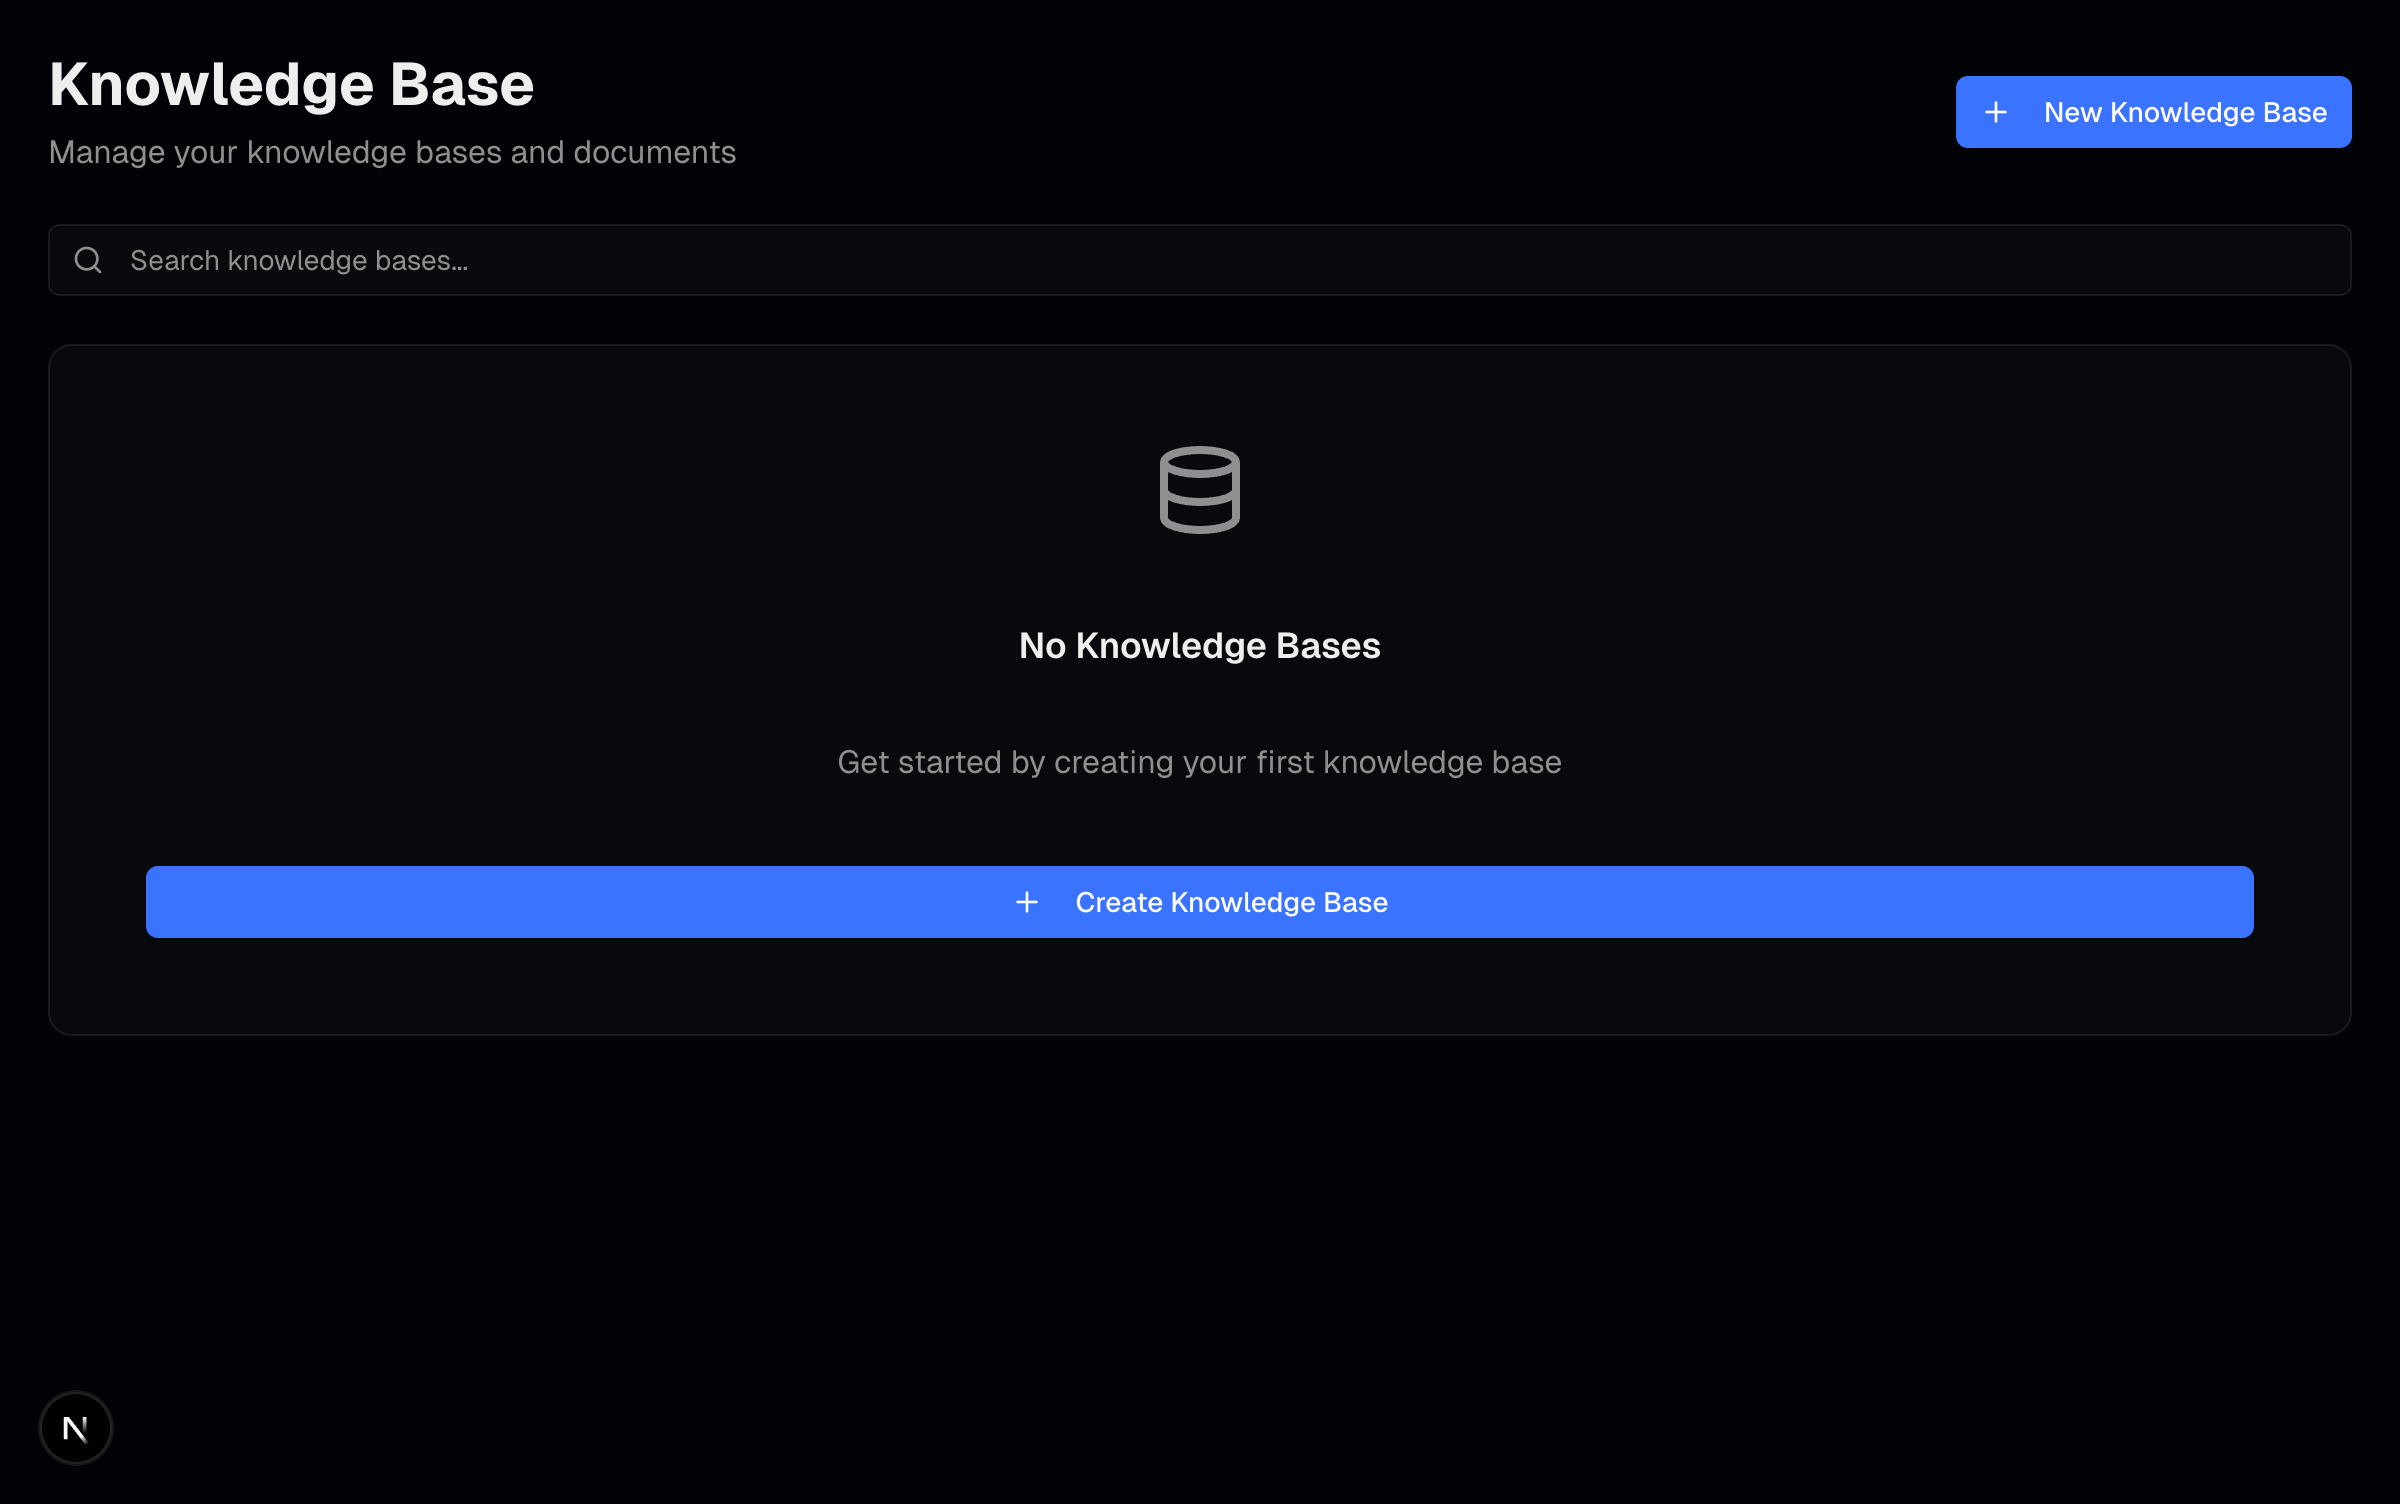 Knowledge Base
Manage your knowledge bases and documents
New Knowledge Base
Search knowledge bases...
No Knowledge Bases
Get started by creating your first knowledge base
Create Knowledge Base
N